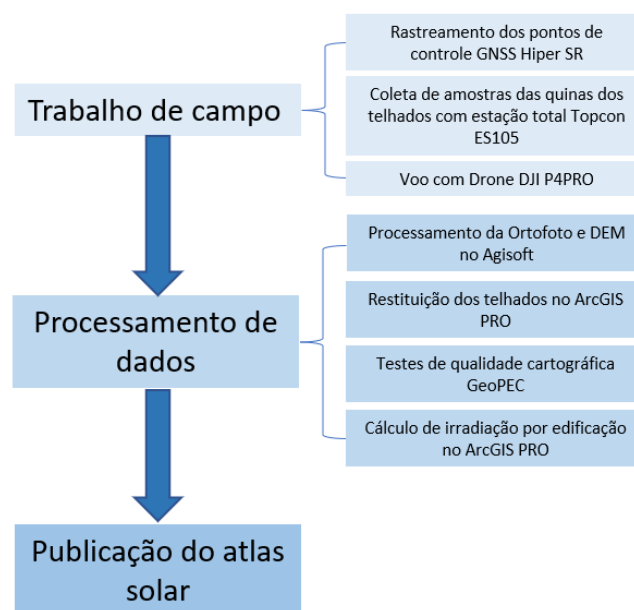 Trabalho de campo
Rastreamento dos pontos de
controle GNSS Hiper SR
Coleta de amostras das quinas dos
telhados com estação total Topcon
ES105
Voo com Drone DJI P4PRO
Processamento de
dados
Processamento da Ortofoto e DEM
no Agisoft
Restituição dos telhados no ArcGIS
PRO
Testes de qualidade cartográfica
GeoPEC
Cálculo de irradiação por edificação
no ArcGIS PRO
Publicação do atlas
solar